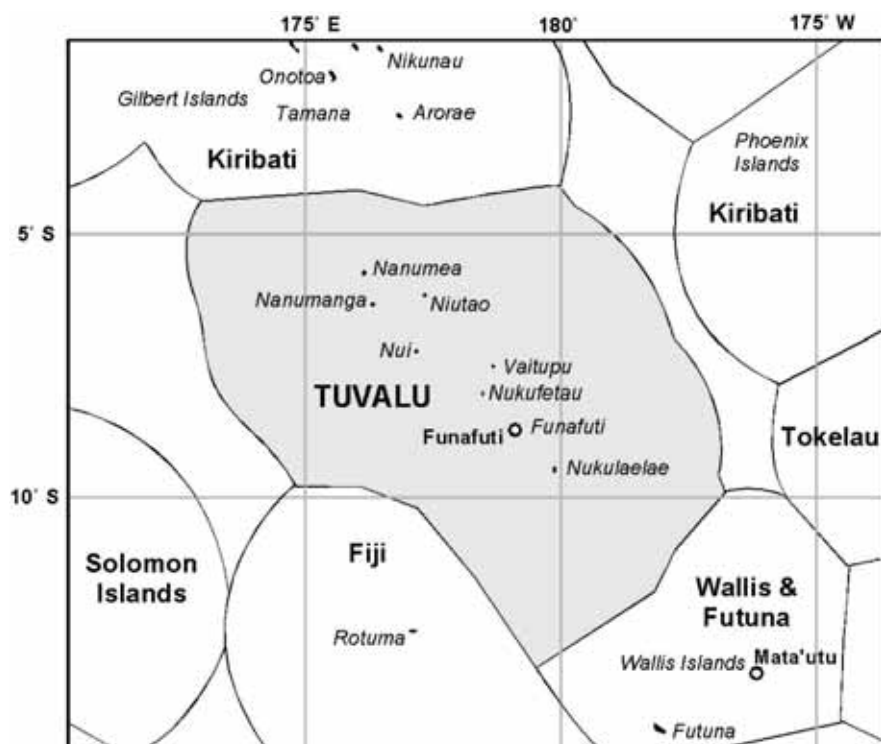 175° E
180°
175° W
Onotoa
Nikunau
Gilbert Islands
Tamana
Arorae
Kiribati
Phoenix
Islands
Kiribati
5° S
Nanumea
Nanumanga
Niutao
Nui
Vaitupu
TUVALU
Nukufetau
Funafuti
Funafuti
Tokelau
Nukulaelae
10° S
Solomon
Islands
Fiji
Wallis &
Futuna
Rotuma
Wallis Islands
Mata'utu
Futuna